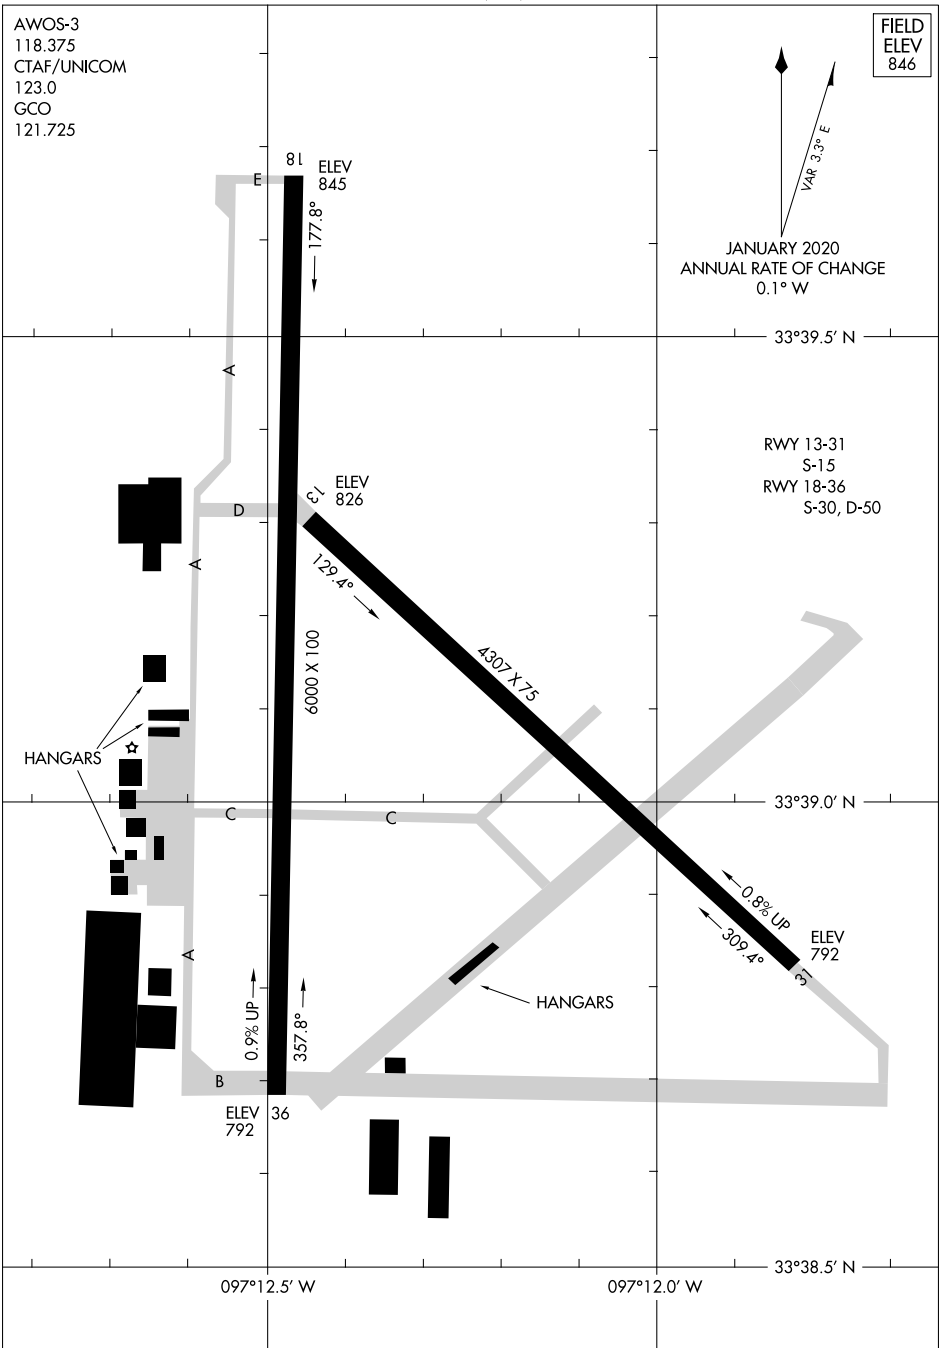 AWOS-3
118.375
CTAF/UNICOM
123.0
GCO
121.725
FIELD
ELEV
846
VAR 3.3° E
JANUARY 2020
ANNUAL RATE OF CHANGE
0.1° W
18
ELEV
845
E
177.8°
33°39.5' N
A
RWY 13-31
S-15
RWY 18-36
S-30, D-50
ELEV
826
13
D
A
129.4°
6000 X 100
4307 X 75
HANGARS
33°39.0' N
C
C
0.8% UP
309.4°
ELEV
792
31
A
HANGARS
0.9% UP
357.8°
B
ELEV
792
36
33°38.5' N
097°12.5' W
097°12.0' W